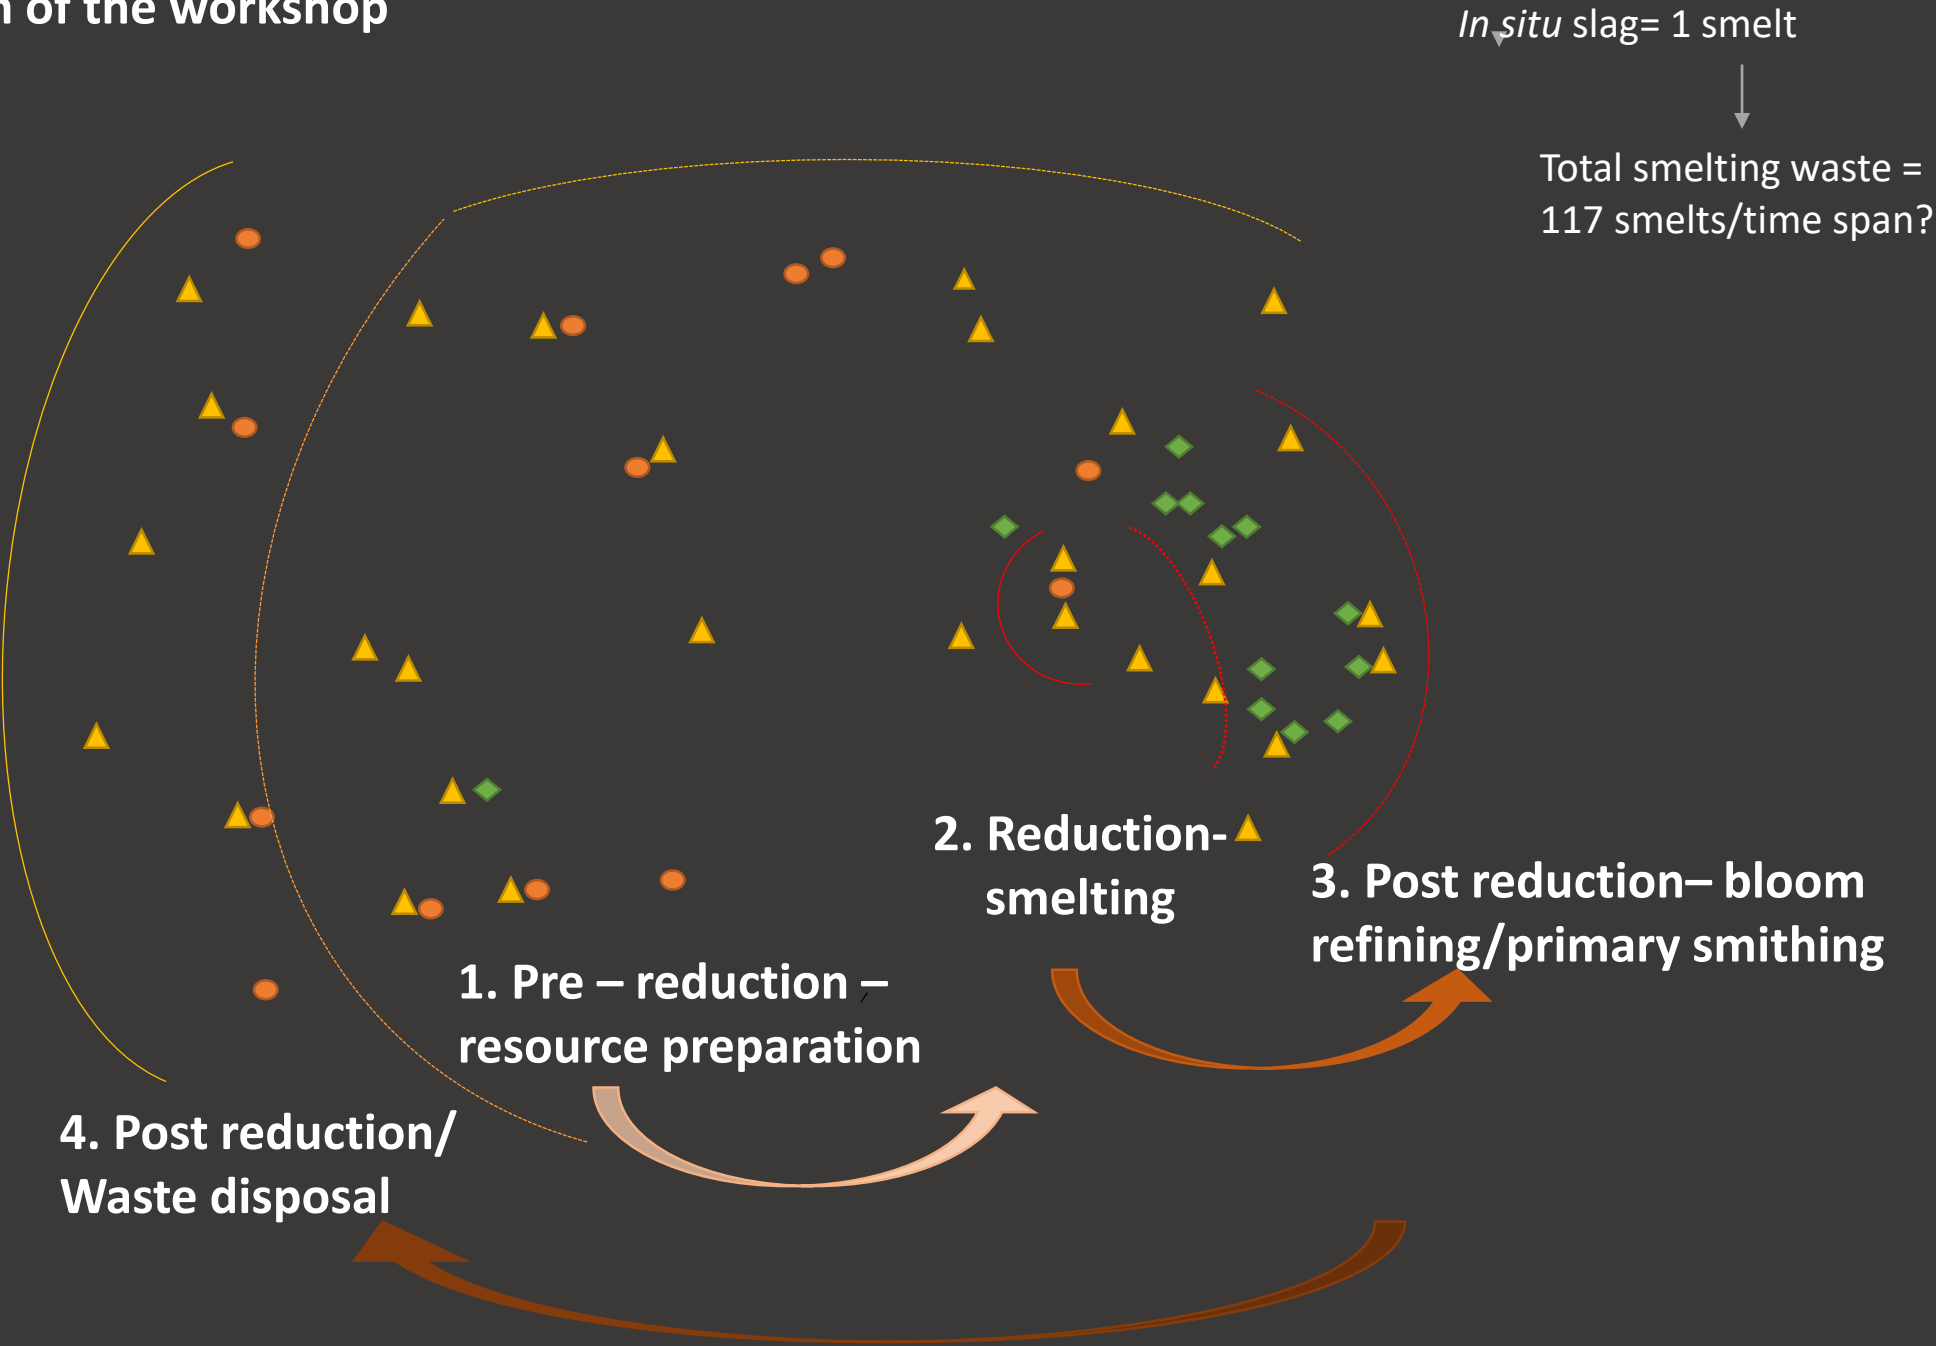 of the workshop
In situ slag= 1 smelt
Total smelting waste =
117 smelts/time span?
2. Reduction-
smelting
3. Post reduction– bloom
refining/primary smithing
1. Pre – reduction –
resource preparation
4. Post reduction/
Waste disposal